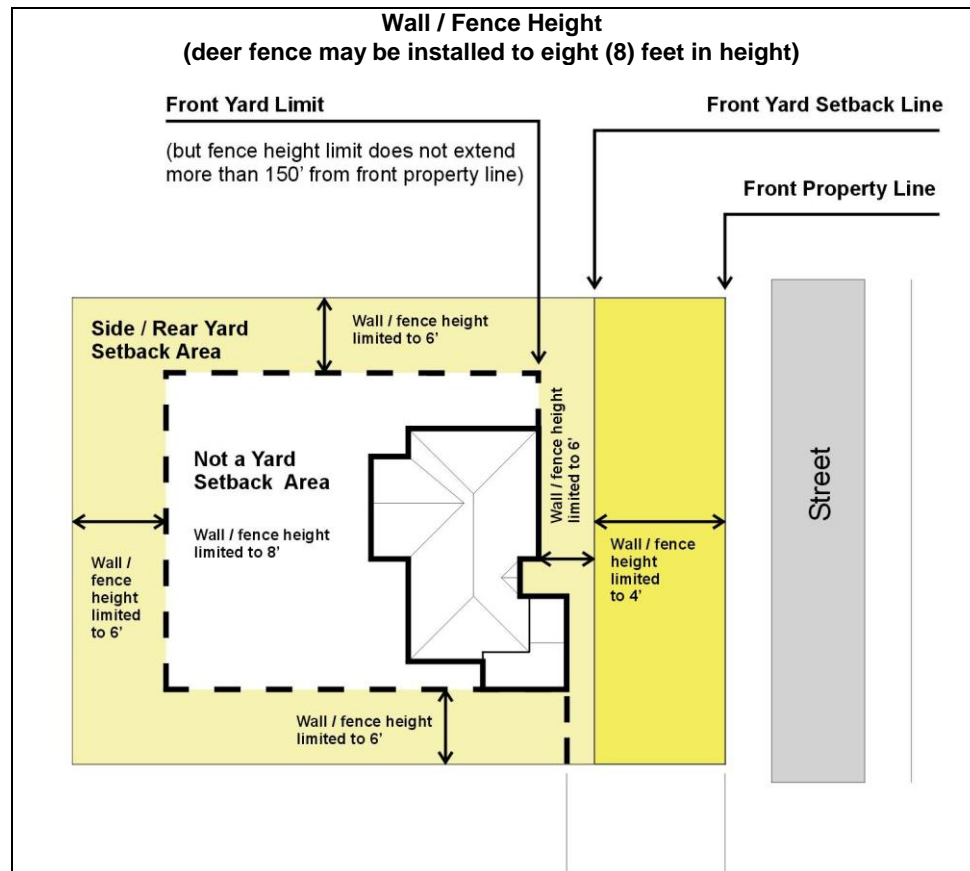 Wall / Fence Height
(deer fence may be installed to eight (8) feet in height)
Front Yard Limit
(but fence height limit does not extend
more than 150' from front property line)
Front Yard Setback Line
Front Property Line
Side / Rear Yard
Setback Area
Wall / fence height
limited to 6'
Wall / fence height
limited to 6'
Not a Yard
Setback Area
Wall / fence height
limited to 8'
Wall /
fence
height
limited
to 6'
Wall / fence
height
limited
to 4'
Street
Wall / fence height
limited to 6'